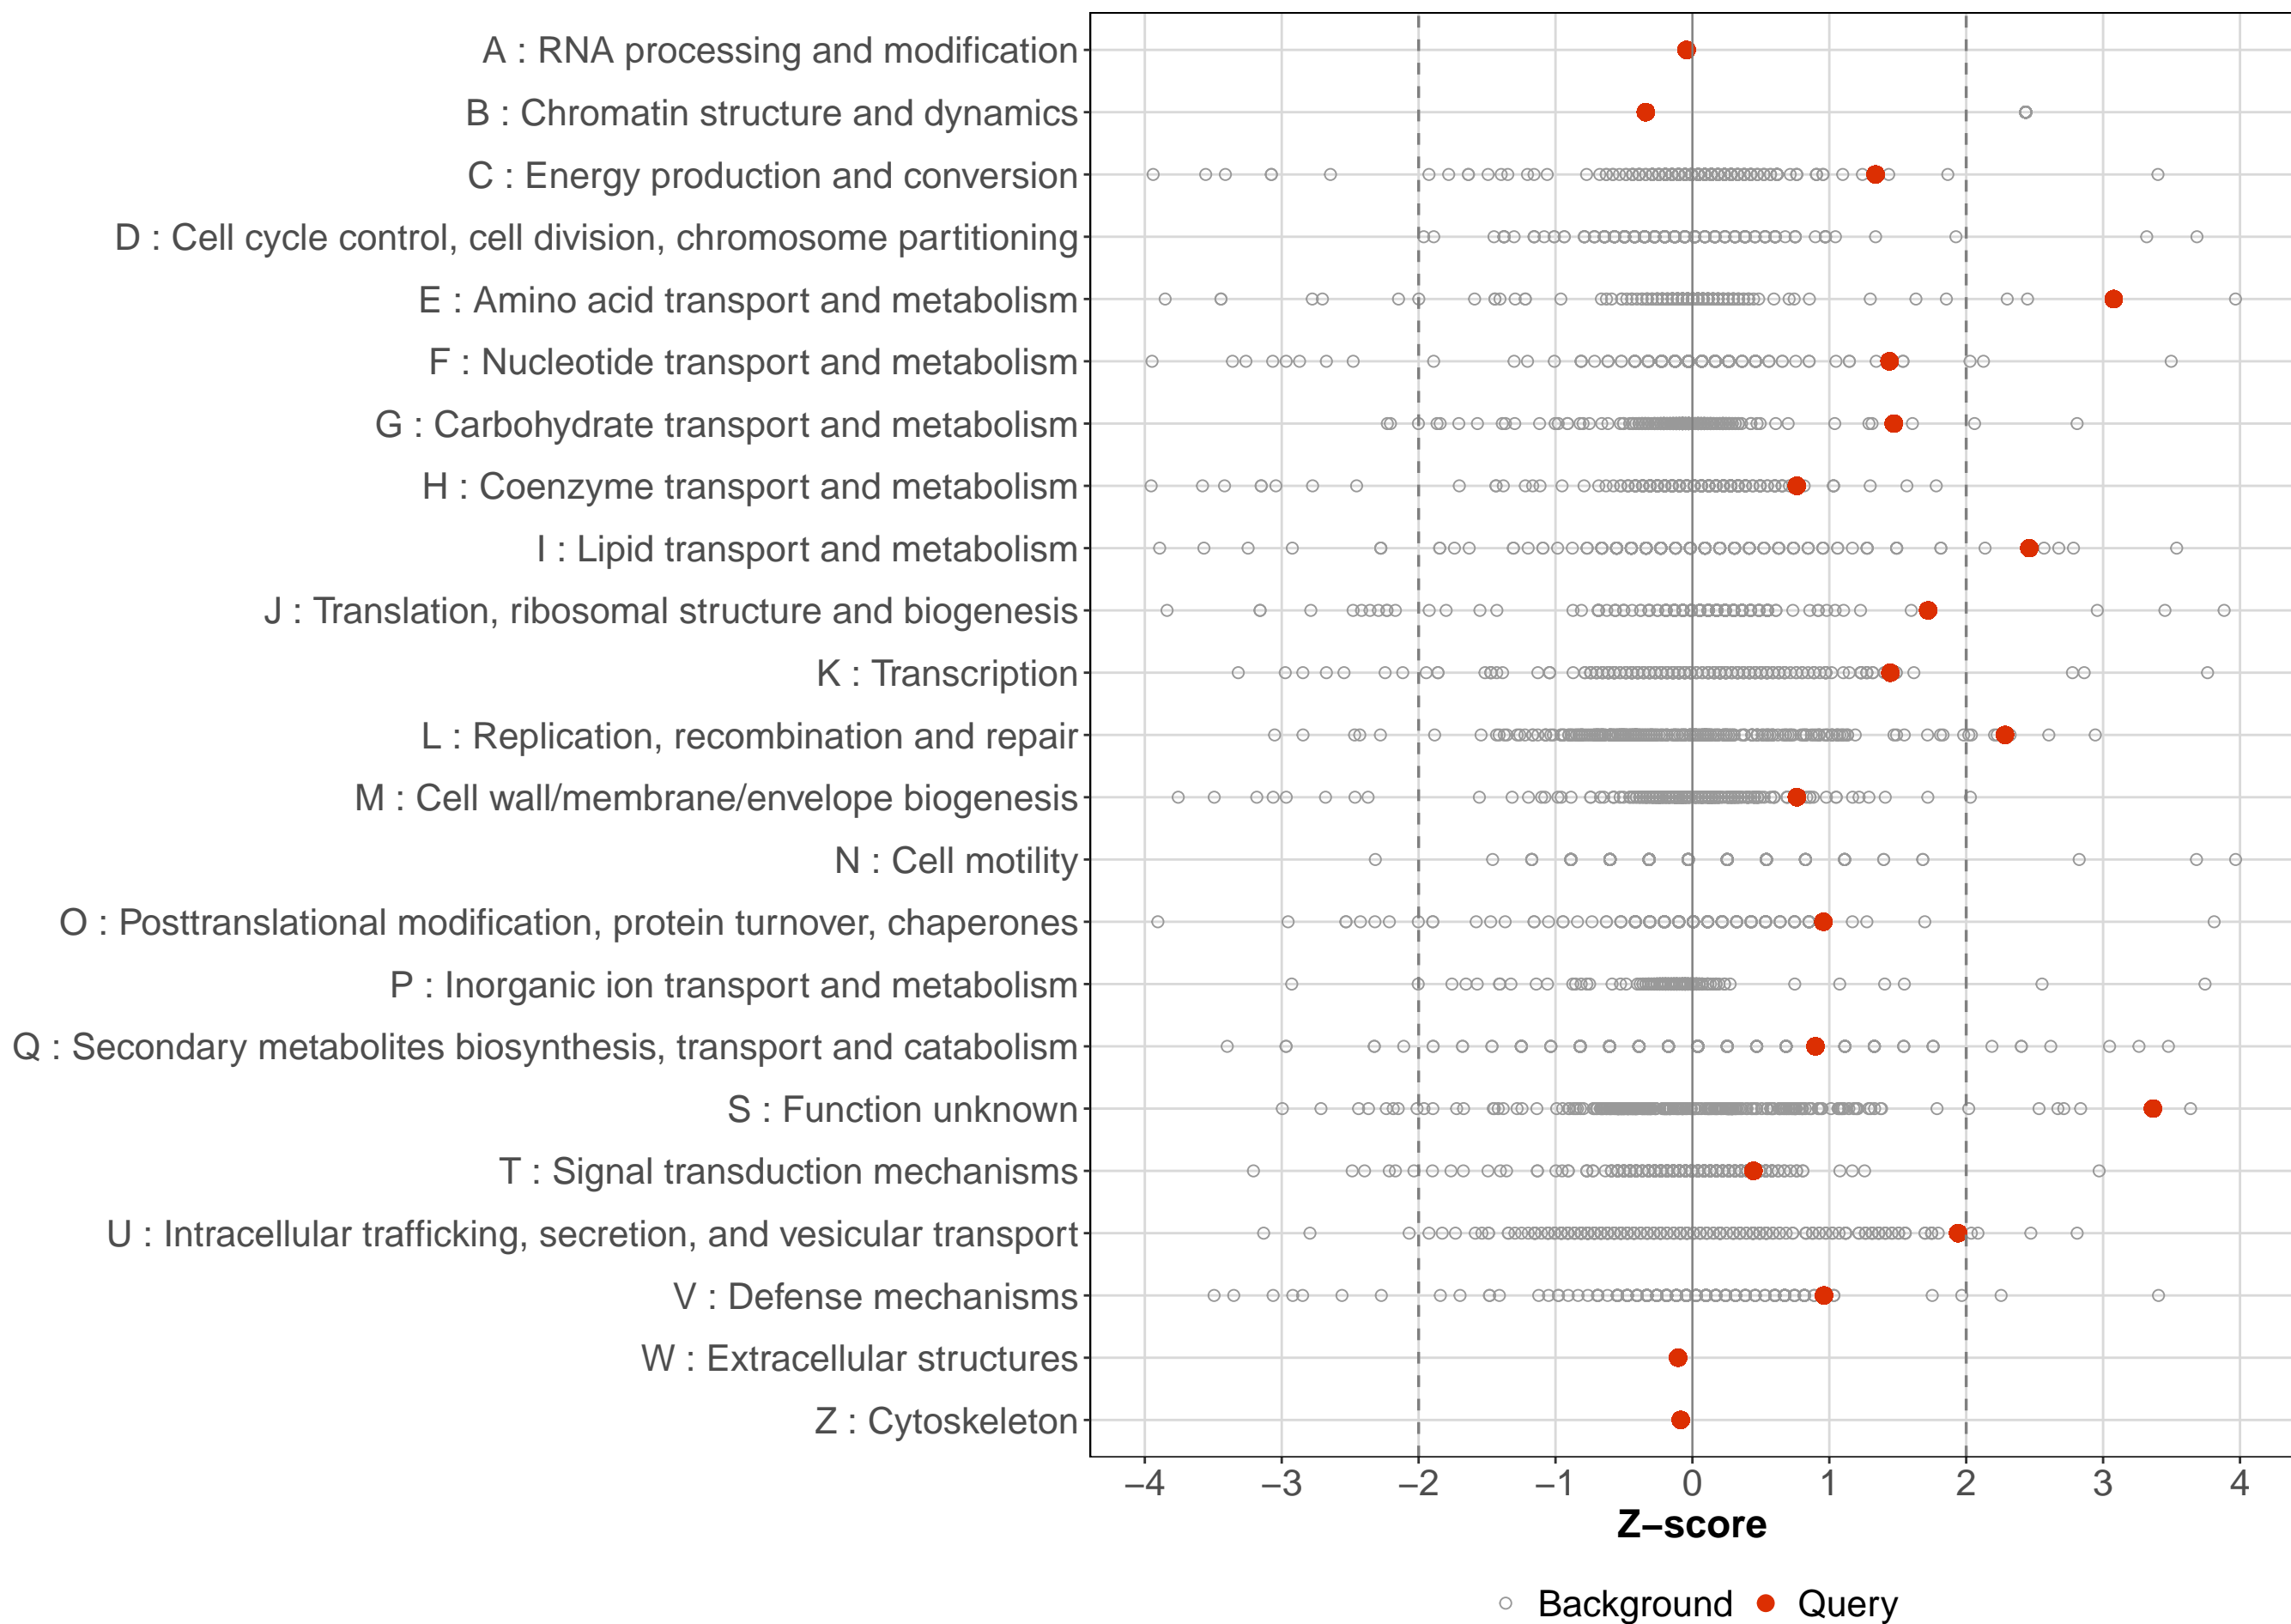 A : RNA processing and modification
B : Chromatin structure and dynamics
C : Energy production and conversion
D : Cell cycle control, cell division, chromosome partitioning
E : Amino acid transport and metabolism
F : Nucleotide transport and metabolism
G : Carbohydrate transport and metabolism
H : Coenzyme transport and metabolism
I : Lipid transport and metabolism
J : Translation, ribosomal structure and biogenesis
K : Transcription
L : Replication, recombination and repair
M : Cell wall/membrane/envelope biogenesis
N : Cell motility
O : Posttranslational modification, protein turnover, chaperones
P : Inorganic ion transport and metabolism
Q : Secondary metabolites biosynthesis, transport and catabolism
S : Function unknown
T : Signal transduction mechanisms
U : Intracellular trafficking, secretion, and vesicular transport
V : Defense mechanisms
W : Extracellular structures
Z : Cytoskeleton
−4 −3 −2 −1 0 1 2 3 4
Z−score
Background Query